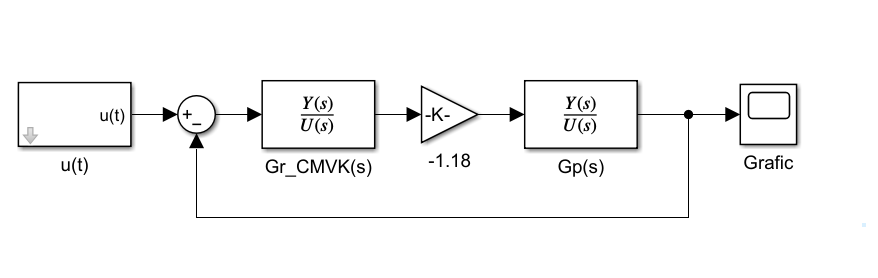 u(t)
u(t)
+
_
Y(s)
U(s)
Gr_CMVK(s)
-K-
-1.18
Y(s)
U(s)
Gp(s)
Grafic